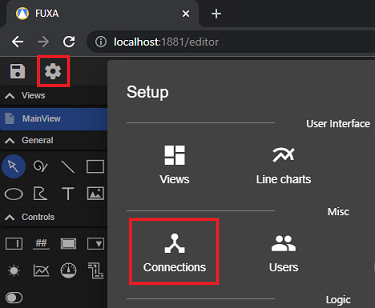 FUXA
localhost:1881/editor
Views
MainView
General
Controls
##
Setup
User Interface
Views
Line charts
Misc
Connections
Users
Logic